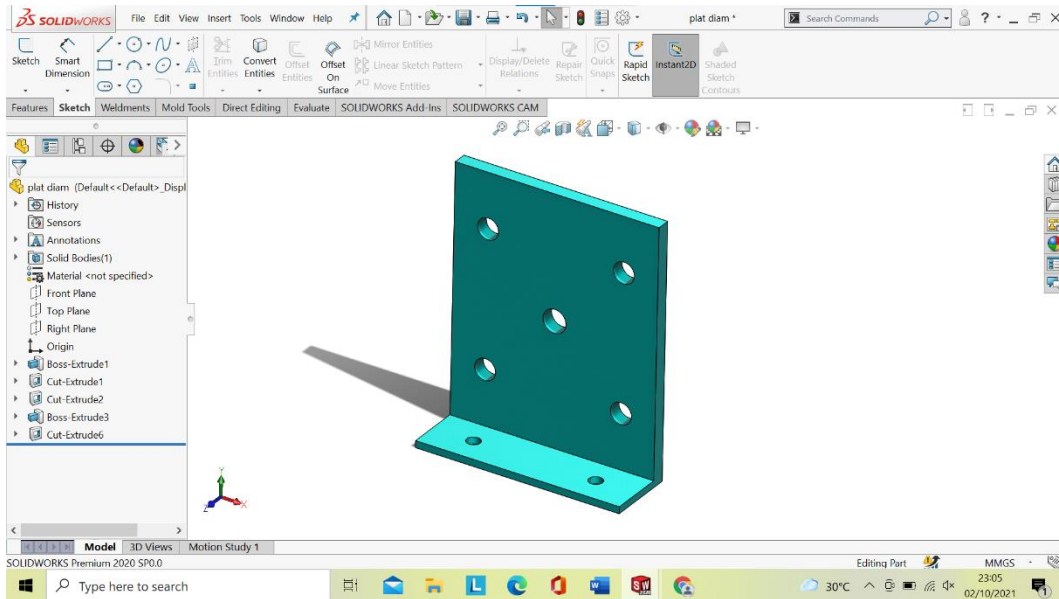 SOLIDWORKS File Edit View Insert Tools Window Help plat diam * Search Commands
Sketch Smart Dimension Trim Entities Convert Entities Offset Entities Offset On Surface Mirror Entities Linear Sketch Pattern Move Entities Display/Delete Relations Repair Sketch Quick Snaps Rapid Sketch Instant2D Shaded Sketch Contours
Features Sketch Weldments Mold Tools Direct Editing Evaluate SOLIDWORKS Add-Ins SOLIDWORKS CAM
plat diam (Default<<Default>_Displ
History
Sensors
Annotations
Solid Bodies(1)
Material <not specified>
Front Plane
Top Plane
Right Plane
Origin
Boss-Extrude1
Cut-Extrude1
Cut-Extrude2
Boss-Extrude3
Cut-Extrude6
Y
Z X
Model 3D Views Motion Study 1
SOLIDWORKS Premium 2020 SP0.0 Editing Part MMGS
Type here to search 30°C 23:05
02/10/2021